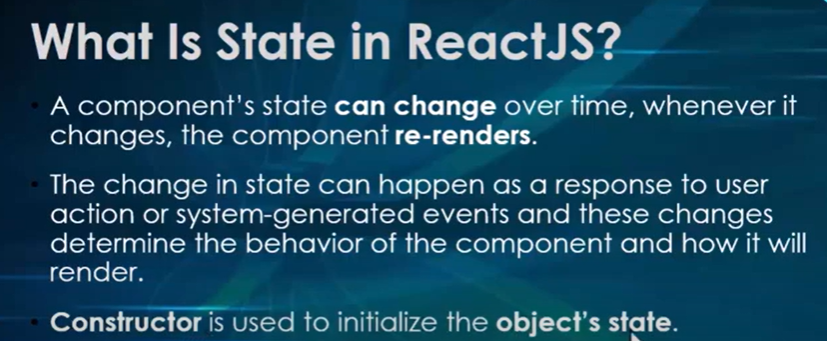 What Is State in ReactJS?
• A component's state can change over time, whenever it
changes, the component re-renders.
• The change in state can happen as a response to user
action or system-generated events and these changes
determine the behavior of the component and how it will
render.
• Constructor is used to initialize the object's state.